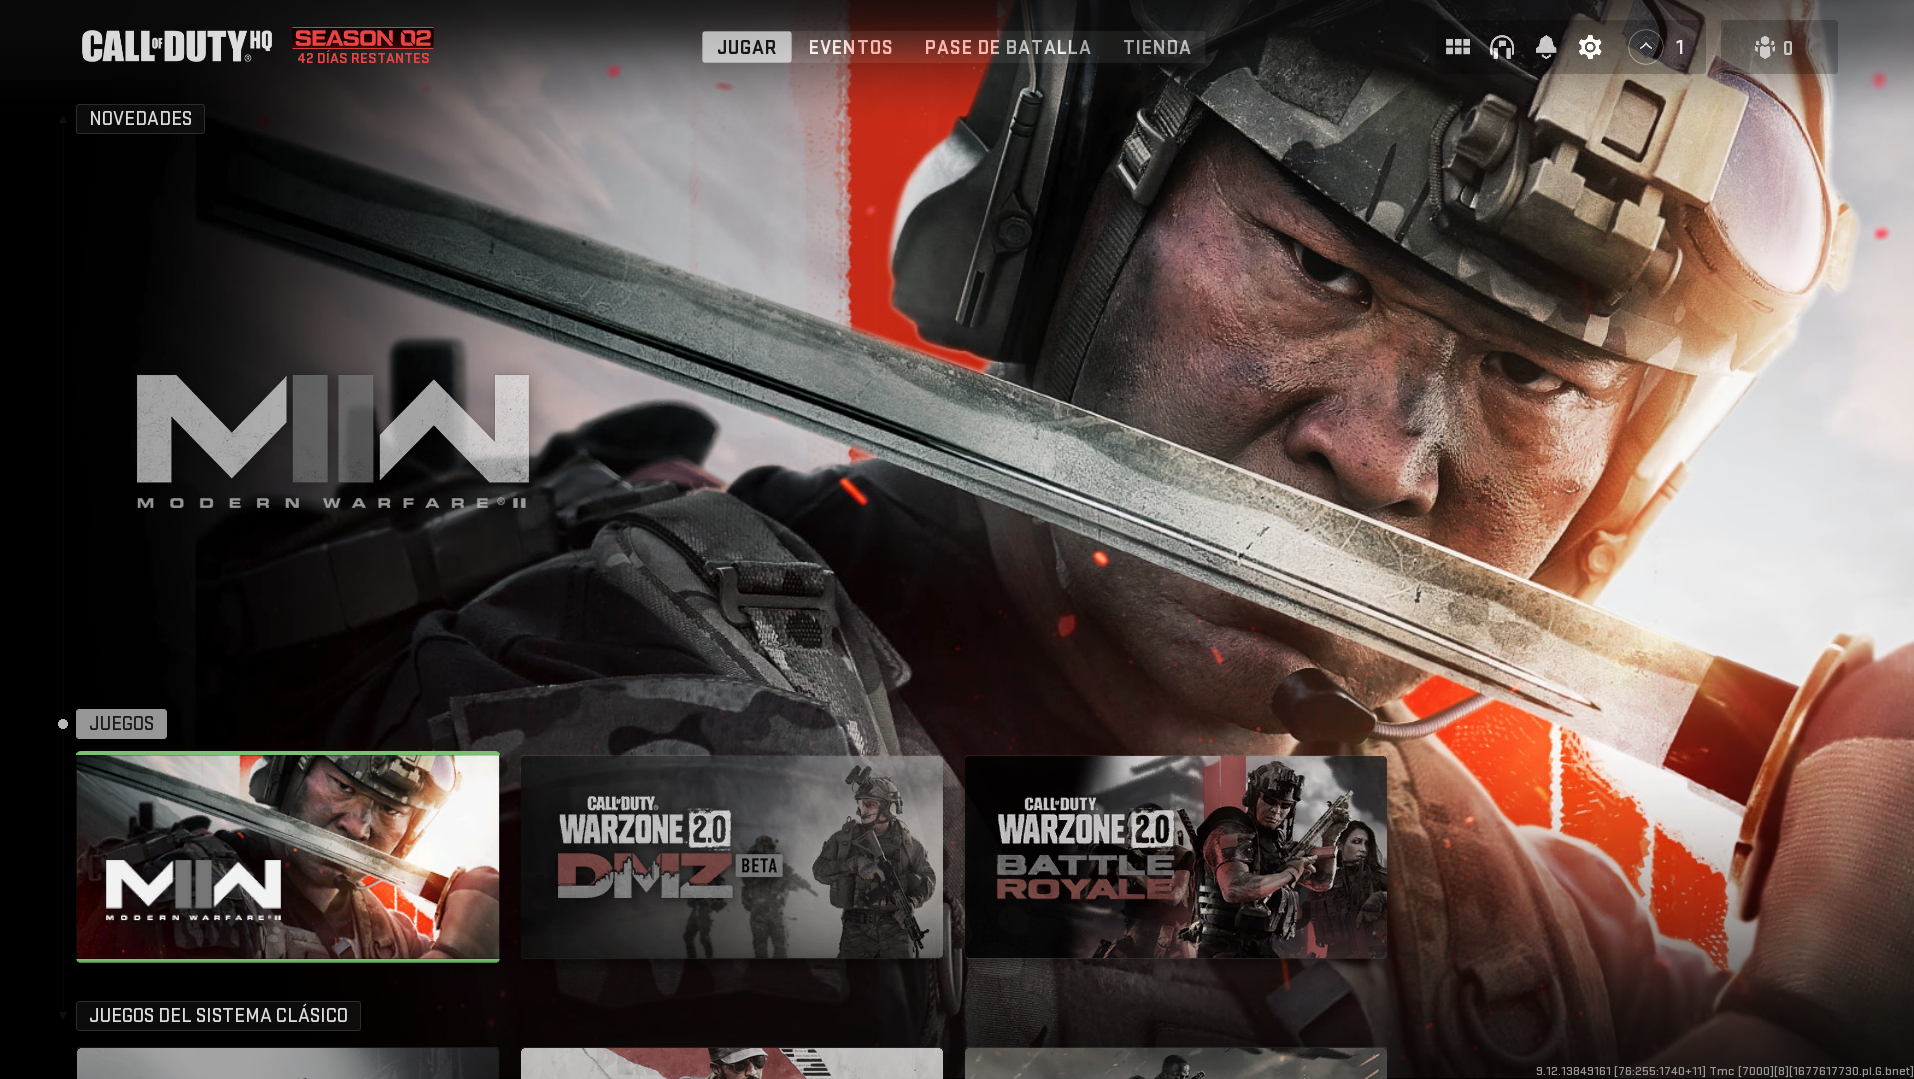 CALL OF DUTY HQ
SEASON 02
42 DÍAS RESTANTES
JUGAR
EVENTOS
PASE DE BATALLA
TIENDA
1
0
NOVEDADES
MIIW
MODERN WARFARE® II
JUEGOS
MIIW
MODERN WARFARE® II
CALL OF DUTY®
WARZONE 2.0
DMZ BETA
CALL OF DUTY
WARZONE 2.0
BATTLE
ROYALE
JUEGOS DEL SISTEMA CLÁSICO
9.12.13849161 [76:255:1740+11] Tmc [7000][8][1677617730.pl.G.bnet]